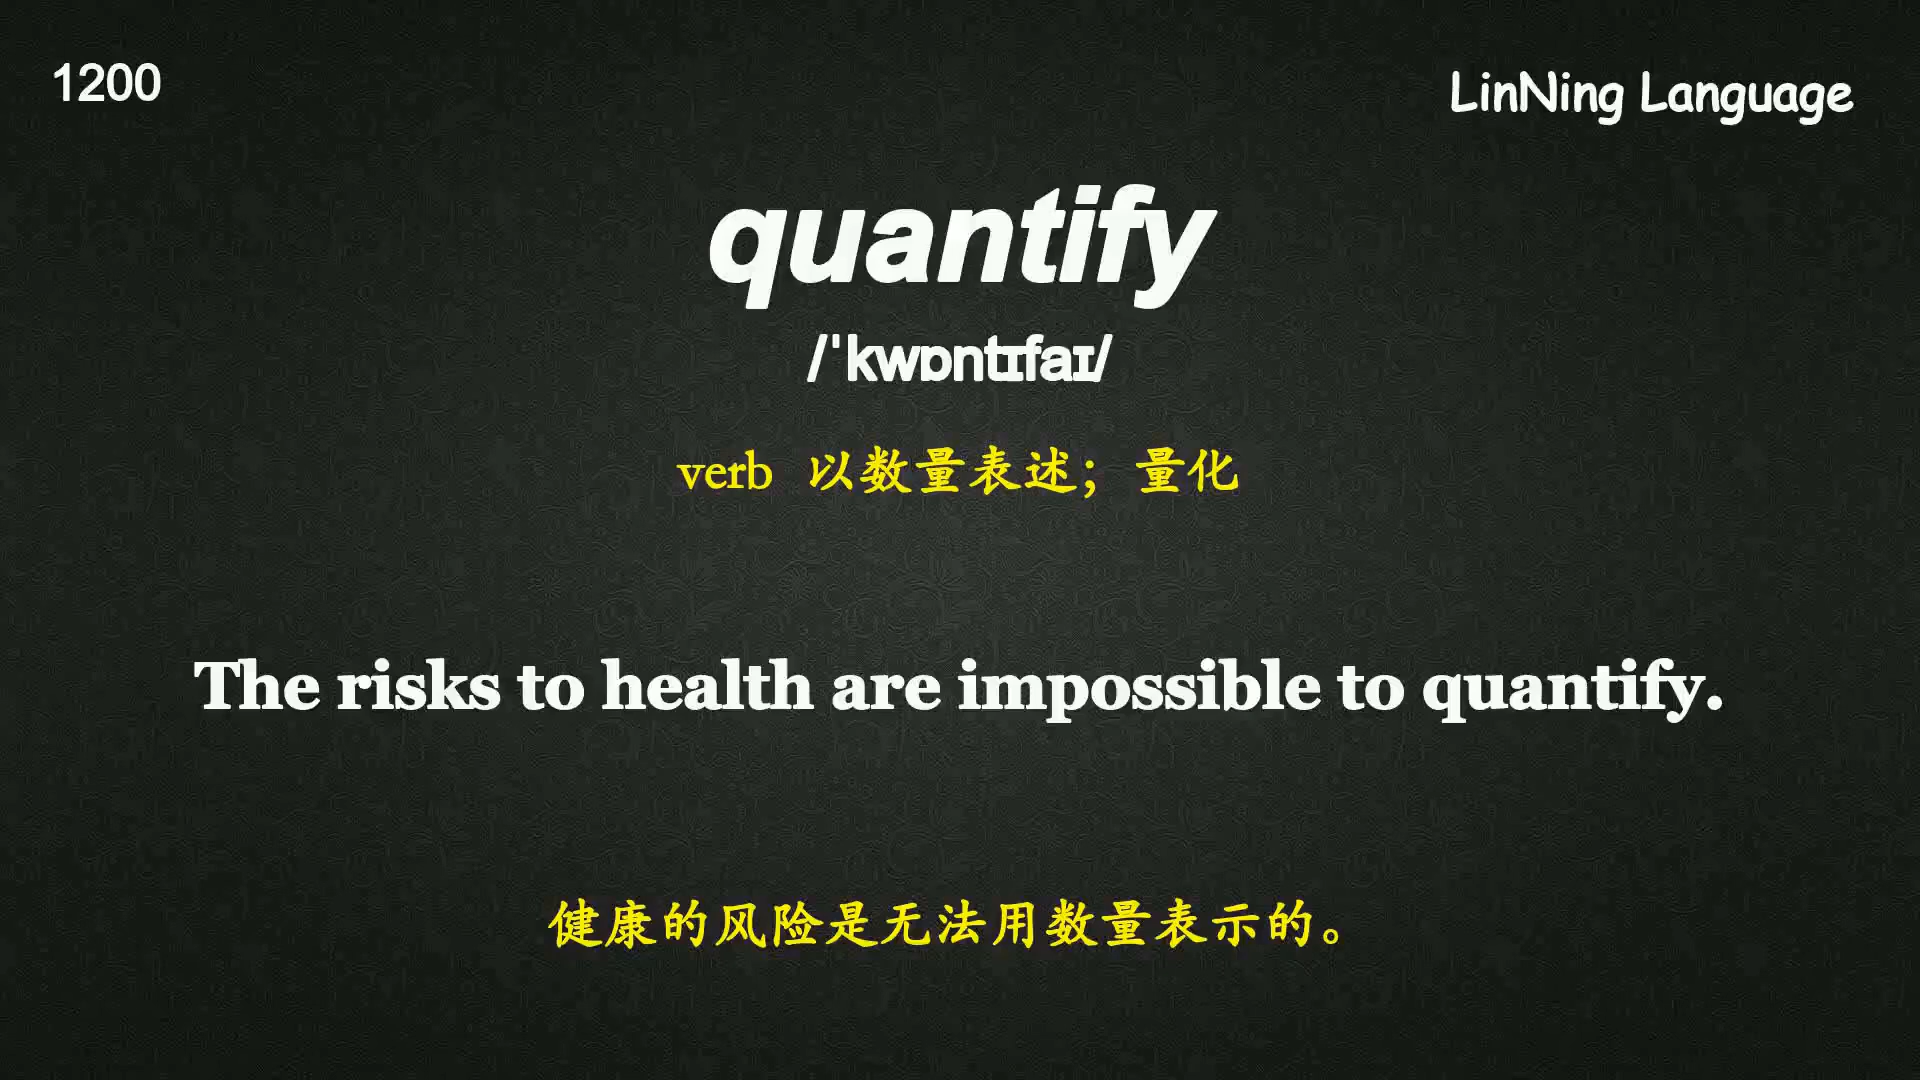 1200
LinNing Language
quantify
/ˈkwɒntɪfaɪ/
verb 以数量表述；量化
The risks to health are impossible to quantify.
健康的风险是无法用数量表示的。